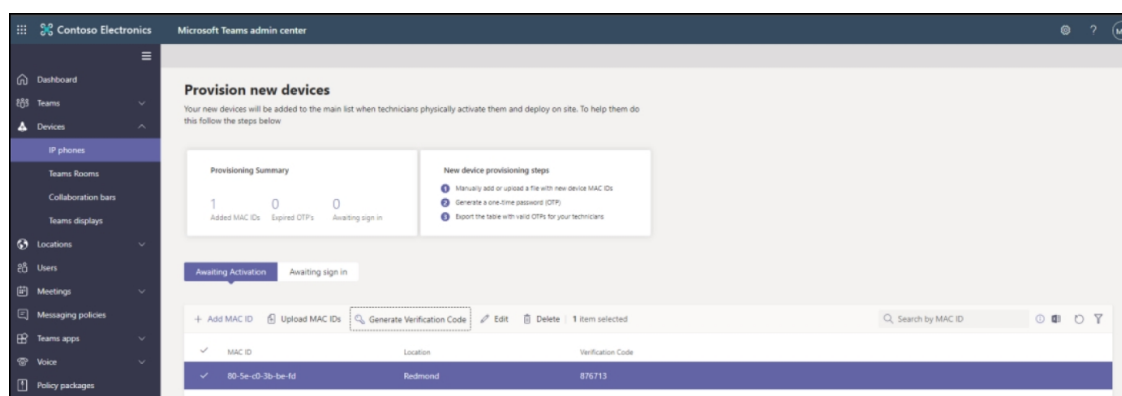 Contoso Electronics
Microsoft Teams admin center
?
M
Dashboard
Teams
Devices
IP phones
Teams Rooms
Collaboration bars
Teams displays
Locations
Users
Meetings
Messaging policies
Teams apps
Voice
Policy packages
Provision new devices
Your new devices will be added to the main list when technicians physically activate them and deploy on site. To help them do
this follow the steps below
Provisioning Summary
1 0 0
Added MAC IDs Expired OTP's Awaiting sign in
New device provisioning steps
1 Manually add or upload a file with new device MAC IDs
2 Generate a one-time password (OTP)
3 Export the table with valid OTPs for your technicians
Awaiting Activation Awaiting sign in
+ Add MAC ID Upload MAC IDs Generate Verification Code Edit Delete 1 item selected Search by MAC ID
MAC ID Location Verification Code
80-5e-c0-3b-be-fd Redmond 876713